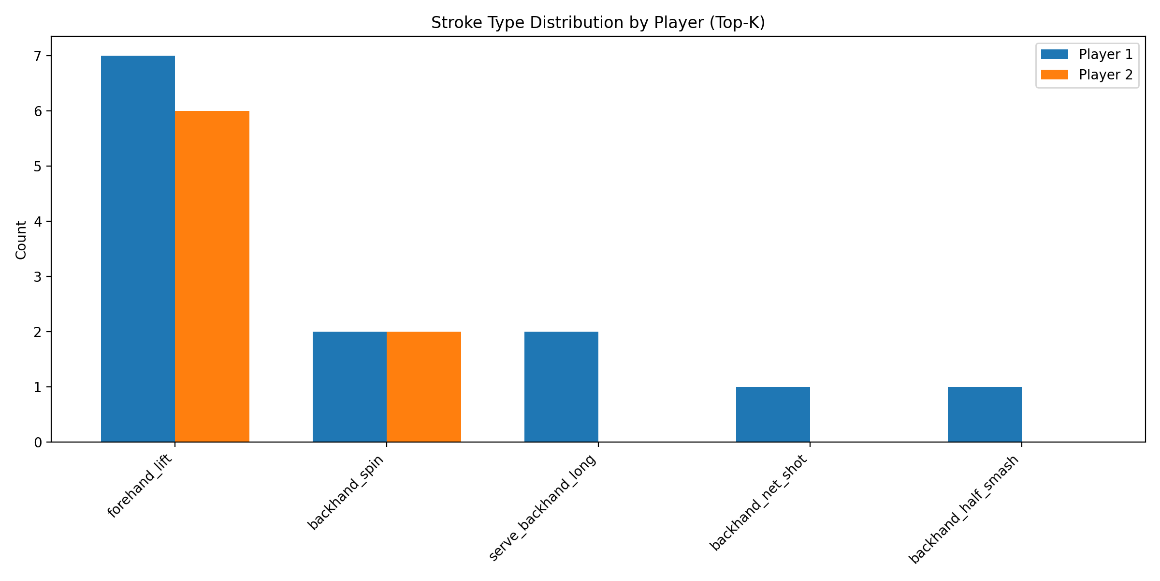 Stroke Type Distribution by Player (Top-K)
Player 1
Player 2
Count
7
6
5
4
3
2
1
0
forehand_lift
backhand_spin
serve_backhand_long
backhand_net_shot
backhand_half_smash